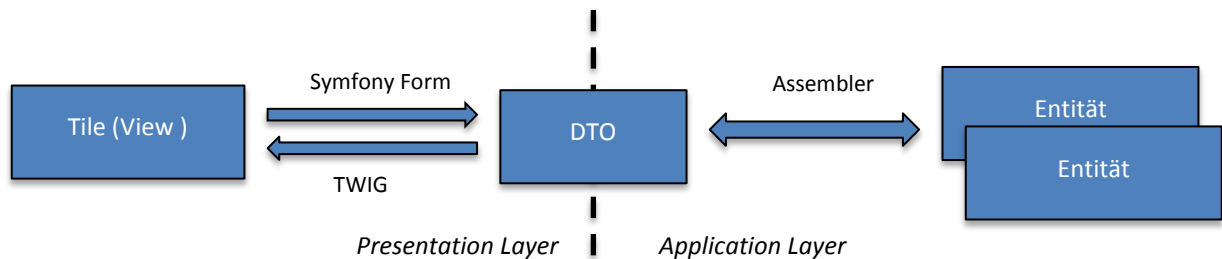 Symfony Form
Tile (View )
TWIG
DTO
Assembler
Entität
Entität
Presentation Layer
Application Layer